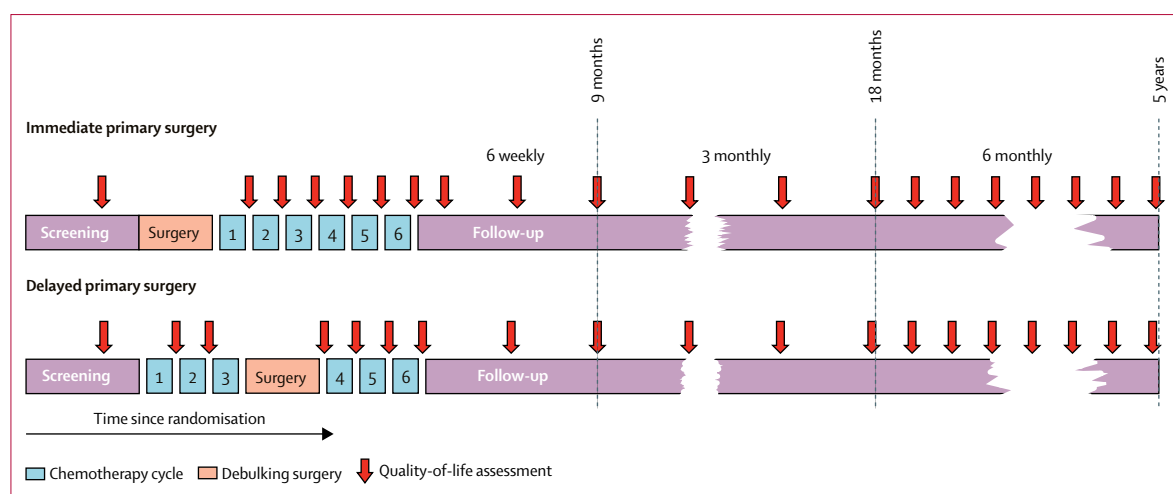 9 months
18 months
5 years
Immediate primary surgery
6 weekly
3 monthly
6 monthly
Screening
Surgery
1
2
3
4
5
6
Follow-up
Delayed primary surgery
Screening
1
2
3
Surgery
4
5
6
Follow-up
Time since randomisation
Chemotherapy cycle
Debulking surgery
Quality-of-life assessment